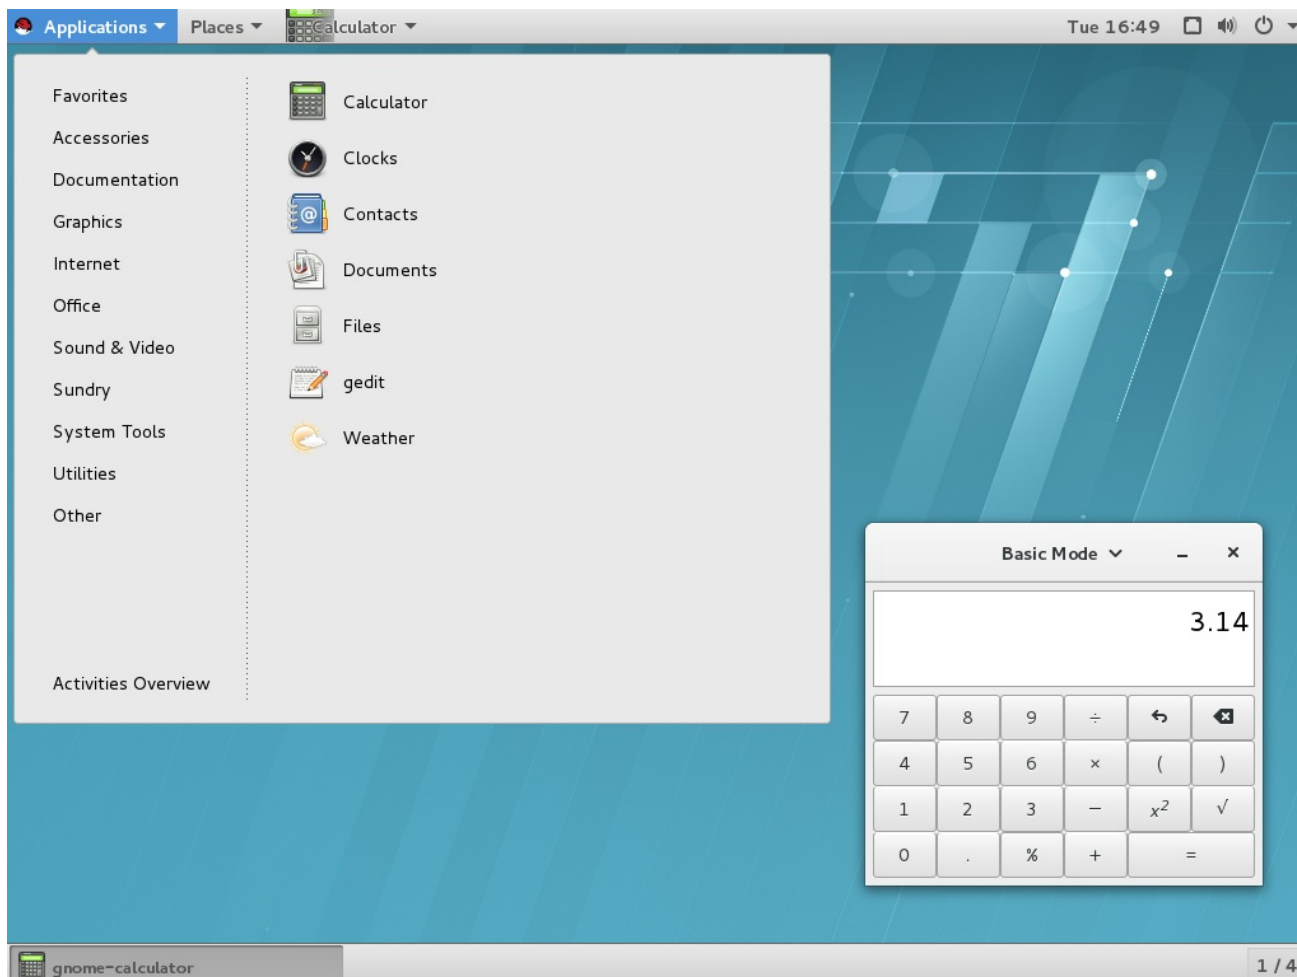 Applications Places Calculator Tue 16:49
Favorites
Accessories
Documentation
Graphics
Internet
Office
Sound & Video
Sundry
System Tools
Utilities
Other
Activities Overview
Calculator
Clocks
Contacts
Documents
Files
gedit
Weather
Basic Mode
3.14
7 8 9 ÷
4 5 6 × ( )
1 2 3 − x² √
0 . % + =
gnome-calculator 1 / 4